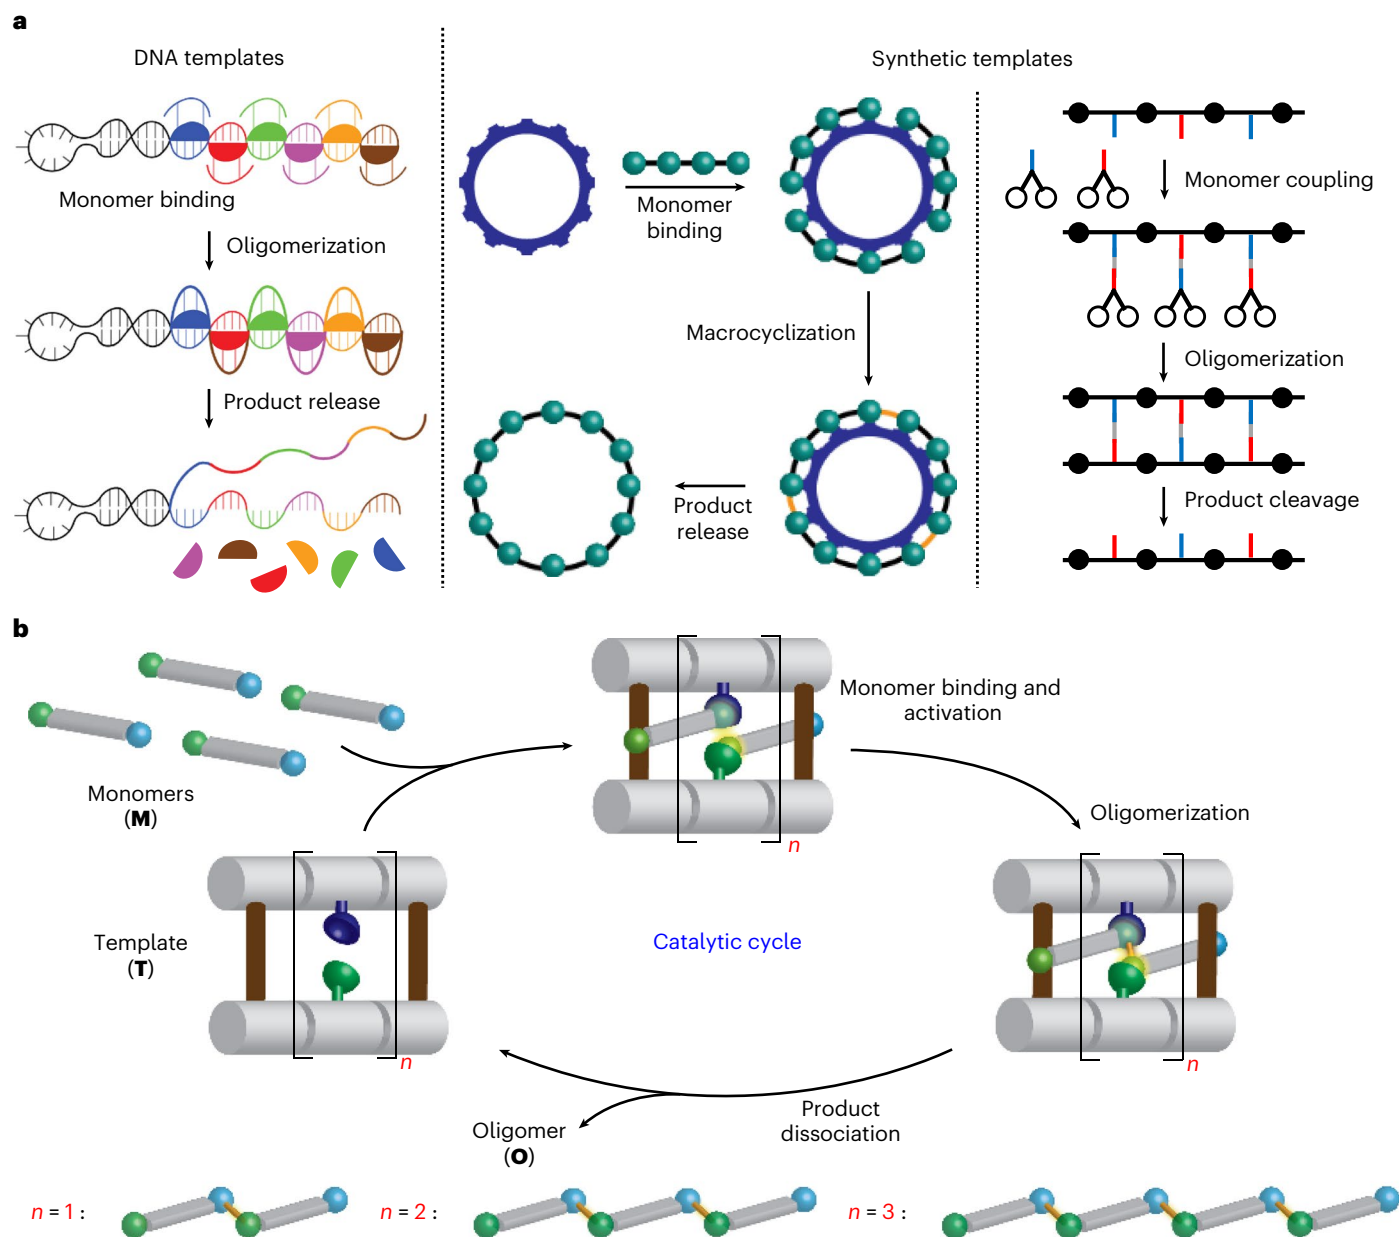 a
DNA templates
Monomer binding
Oligomerization
Product release
Synthetic templates
Monomer
binding
Macrocyclization
Product
release
Monomer coupling
Oligomerization
Product cleavage
b
Monomers
(M)
Monomer binding and
activation
n
Oligomerization
n
Template
(T)
n
Catalytic cycle
Product
dissociation
Oligomer
(O)
n = 1 :
n = 2 :
n = 3 :